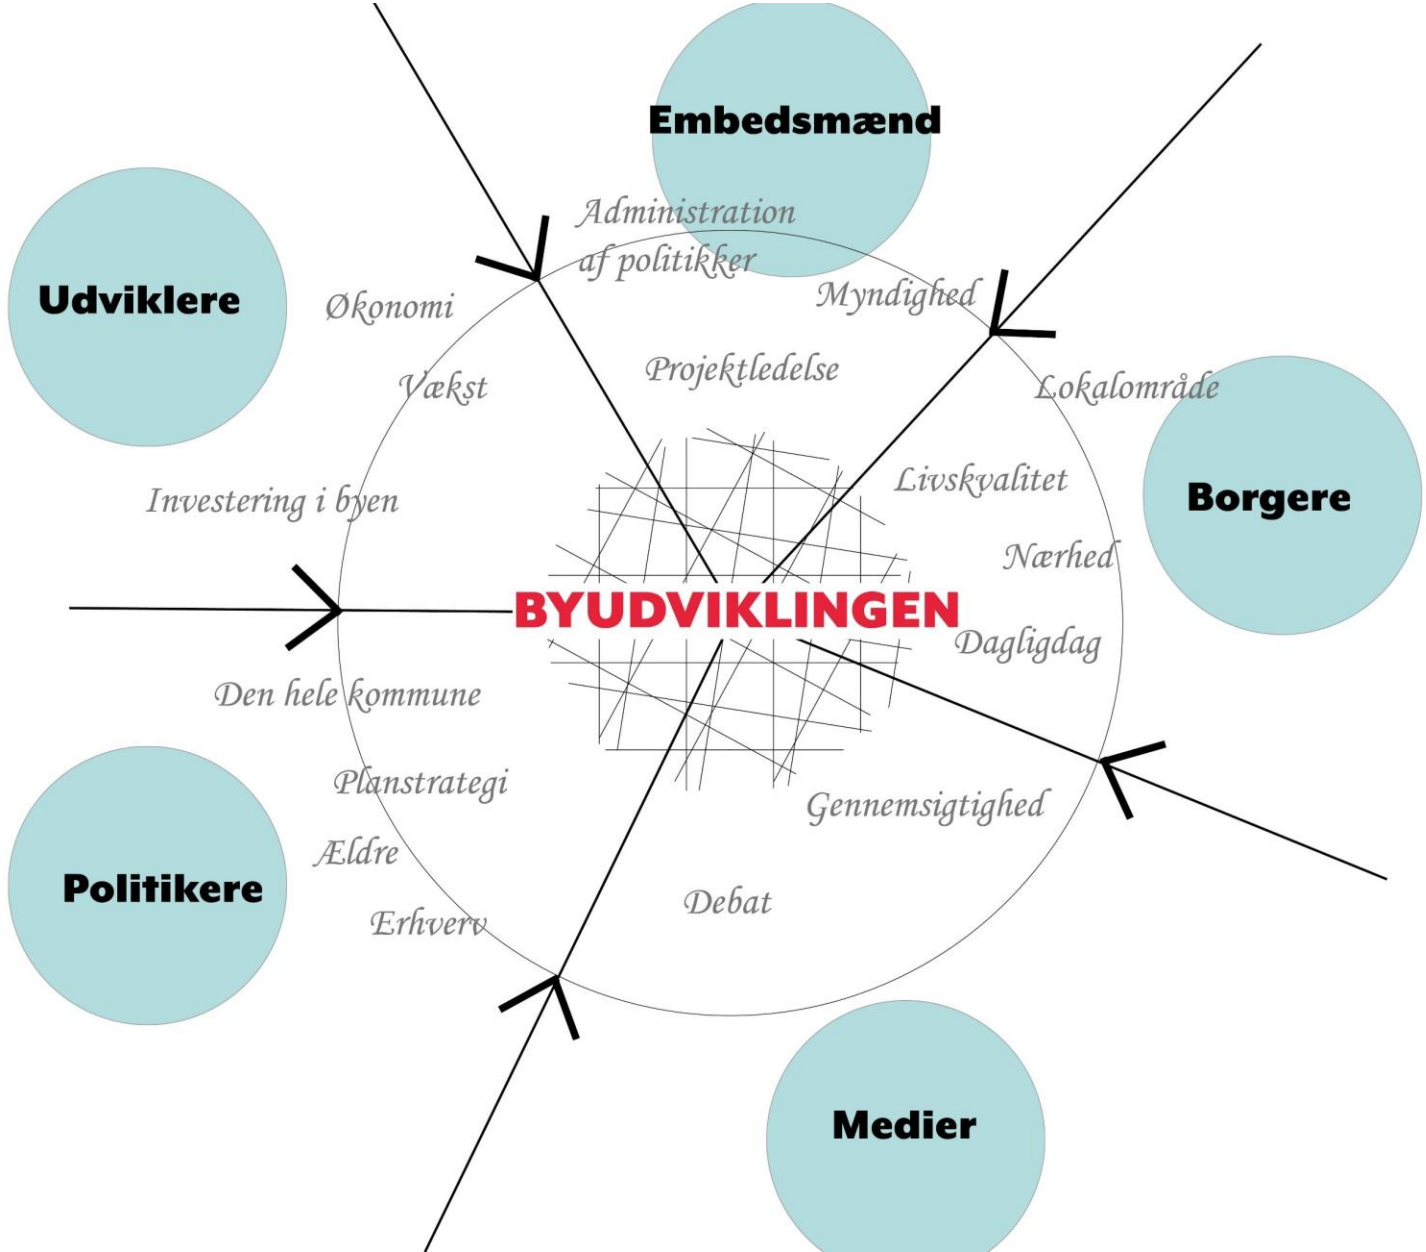 Embedsmænd
Administration
af politikker
Myndighed
Projektledelse
Udviklere
Økonomi
Vækst
Investering i byen
Lokalområde
Livskvalitet
Borgere
Nærhed
Dagligdag
BYUDVIKLINGEN
Den hele kommune
Planstrategi
Ældre
Erhverv
Politikere
Gennemsigtighed
Debat
Medier